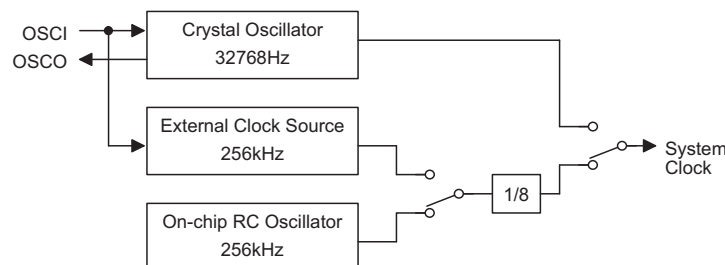 OSCI
OSCO
Crystal Oscillator
32768Hz
External Clock Source
256kHz
On-chip RC Oscillator
256kHz
1/8
System
Clock